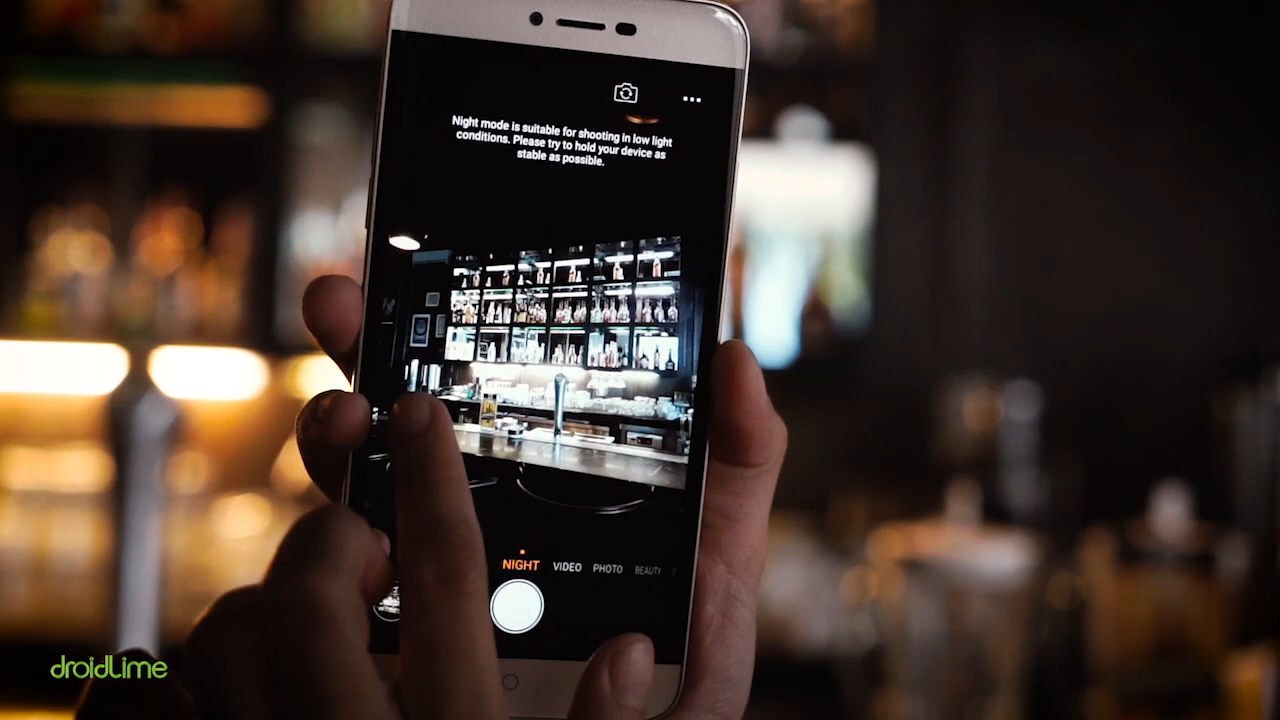 Night mode is suitable for shooting in low light
conditions. Please try to hold your device as
stable as possible.
NIGHT VIDEO PHOTO BEAUTY
droidLime